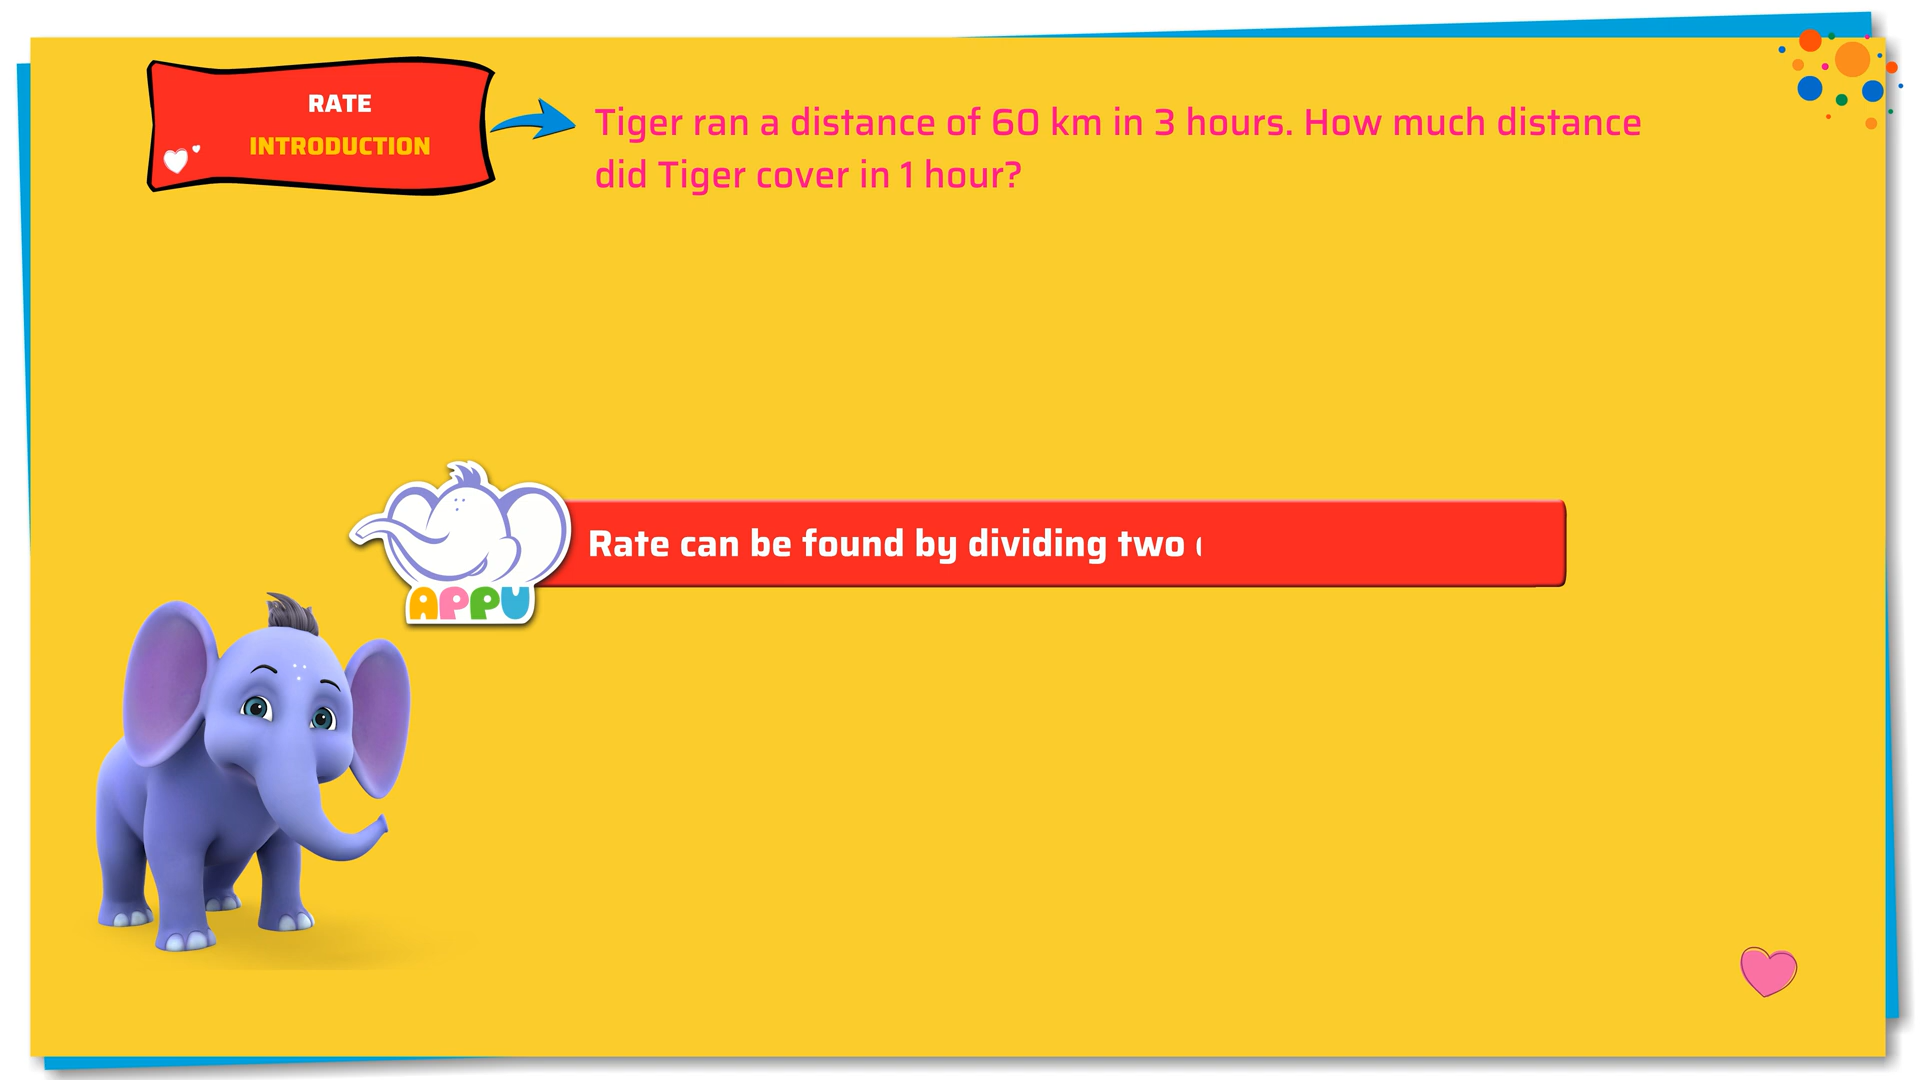 RATE
INTRODUCTION
Tiger ran a distance of 60 km in 3 hours. How much distance
did Tiger cover in 1 hour?
Rate can be found by dividing two
APPU